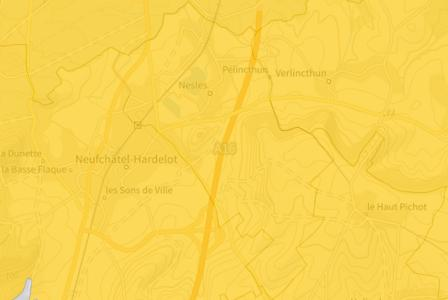 Pelincthun
Nesles
Verlincthun
A16
La Dunette
Neufchâtel-Hardelot
la Basse Flaque
les Sons de Ville
le Haut Pichot